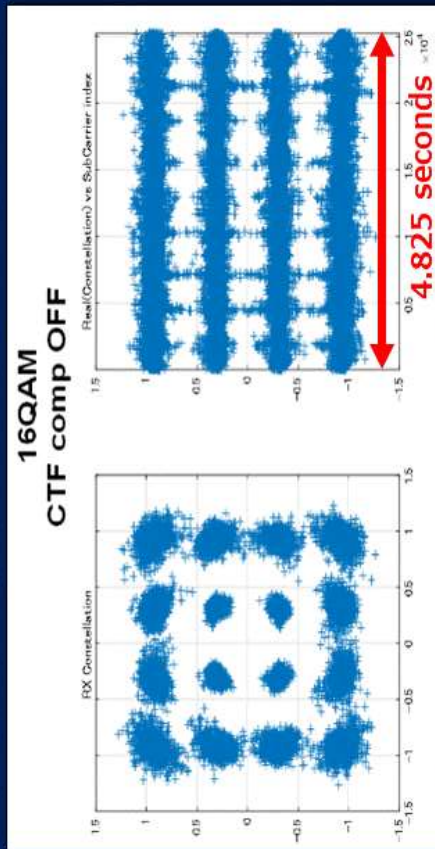 16QAM
CTF comp OFF
RX Constellation
1.5
1
0.5
0
-0.5
-1
-1.5
-1.5 -1 -0.5 0 0.5 1 1.5
Real(Constellation) vs SubCarrier index
1.5
1
0.5
0
-0.5
-1
-1.5
0.5 1 1.5 2 2.5
×10⁴
4.825 seconds